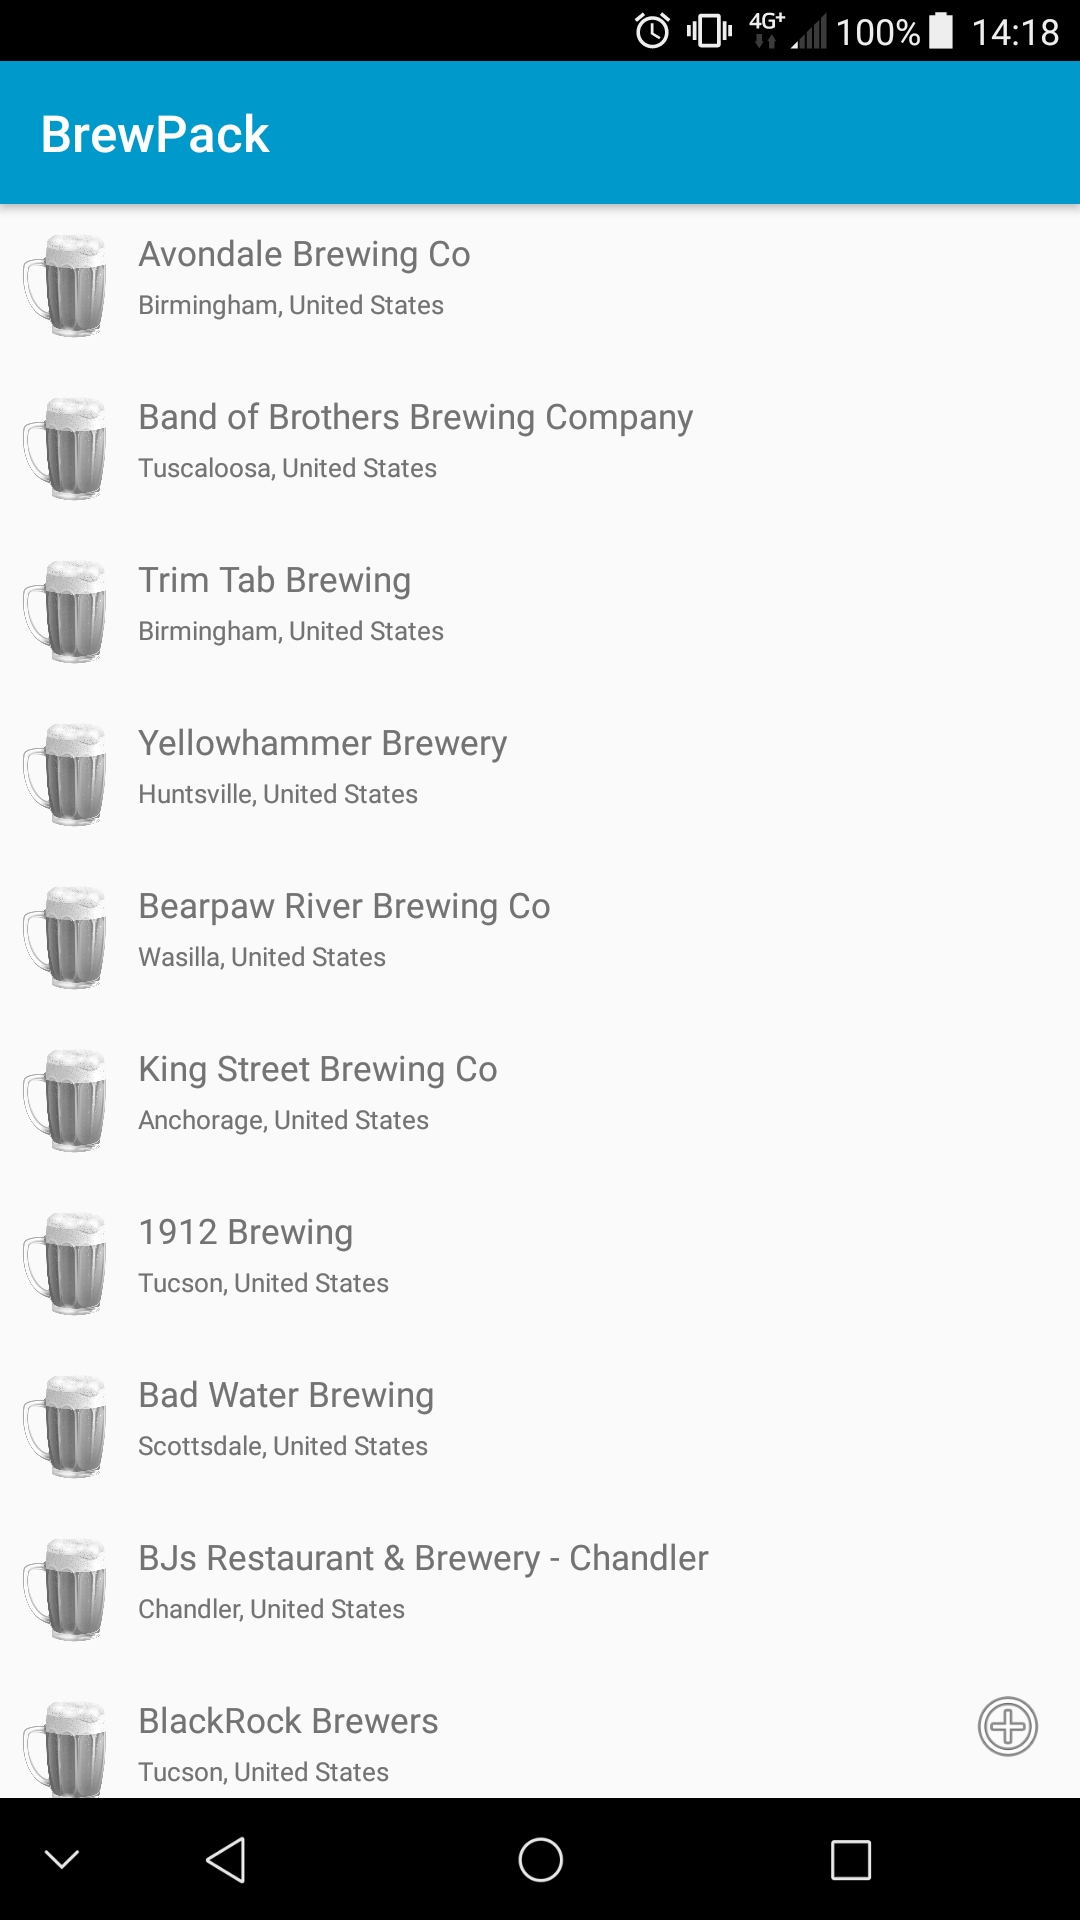 4G+ 100% 14:18
BrewPack
Avondale Brewing Co
Birmingham, United States
Band of Brothers Brewing Company
Tuscaloosa, United States
Trim Tab Brewing
Birmingham, United States
Yellowhammer Brewery
Huntsville, United States
Bearpaw River Brewing Co
Wasilla, United States
King Street Brewing Co
Anchorage, United States
1912 Brewing
Tucson, United States
Bad Water Brewing
Scottsdale, United States
BJs Restaurant & Brewery - Chandler
Chandler, United States
BlackRock Brewers
Tucson, United States